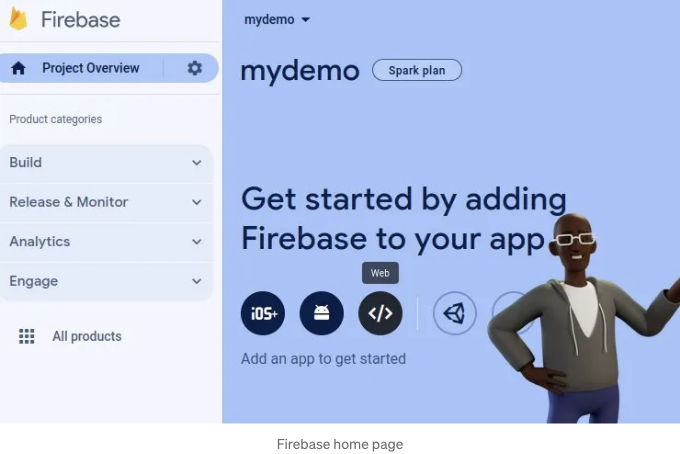 Firebase
Project Overview
Product categories
Build
Release & Monitor
Analytics
Engage
All products
mydemo
mydemo
Spark plan
Get started by adding
Firebase to your app
Web
iOS+
</>
Add an app to get started
Firebase home page